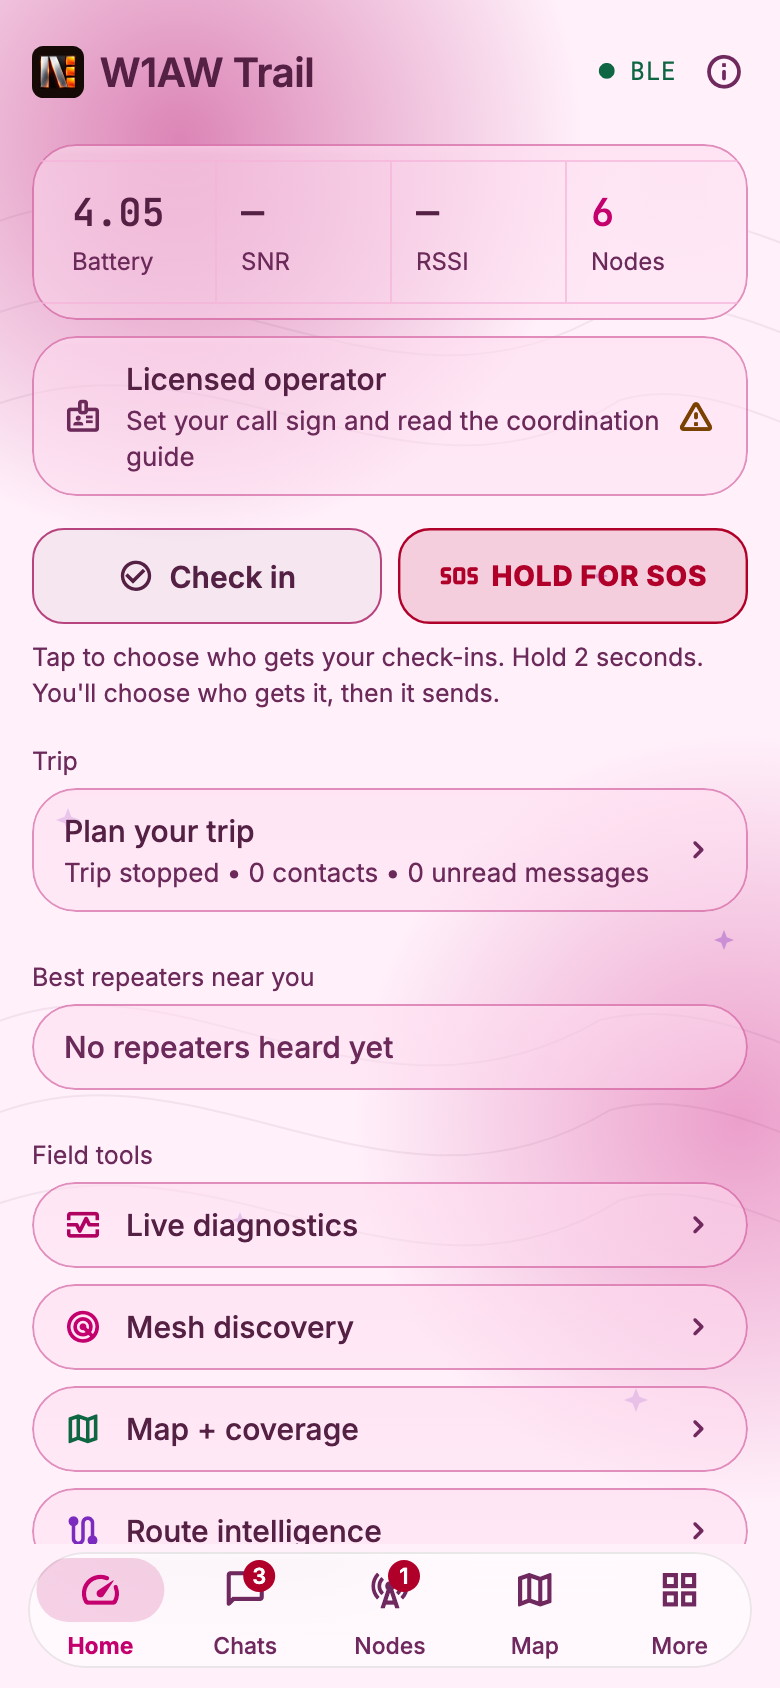 W1AW Trail
BLE
4.05
–
–
6
Battery
SNR
RSSI
Nodes
Licensed operator
Set your call sign and read the coordination
guide
Check in
SOS HOLD FOR SOS
Tap to choose who gets your check-ins. Hold 2 seconds.
You'll choose who gets it, then it sends.
Trip
Plan your trip
Trip stopped • 0 contacts • 0 unread messages
Best repeaters near you
No repeaters heard yet
Field tools
Live diagnostics
Mesh discovery
Map + coverage
Route intelligence
3
1
Home
Chats
Nodes
Map
More